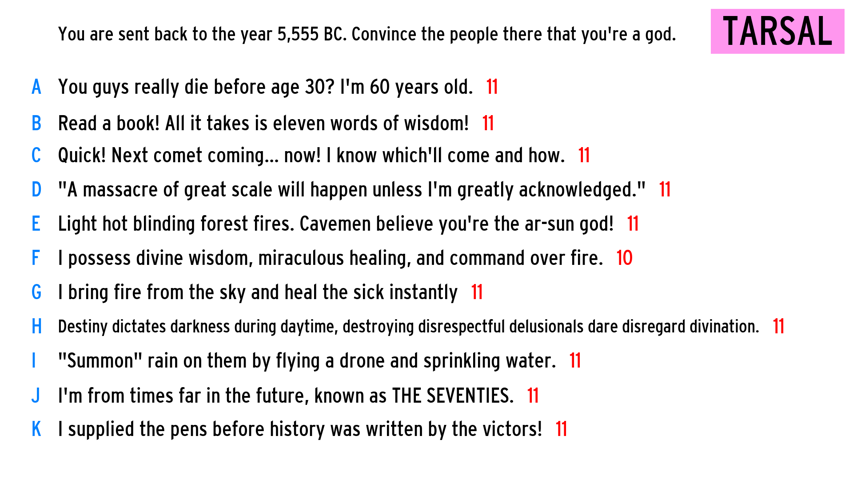 You are sent back to the year 5,555 BC. Convince the people there that you're a god.
TARSAL
A You guys really die before age 30? I'm 60 years old. 11
B Read a book! All it takes is eleven words of wisdom! 11
C Quick! Next comet coming... now! I know which'll come and how. 11
D "A massacre of great scale will happen unless I'm greatly acknowledged." 11
E Light hot blinding forest fires. Cavemen believe you're the ar-sun god! 11
F I possess divine wisdom, miraculous healing, and command over fire. 10
G I bring fire from the sky and heal the sick instantly 11
H Destiny dictates darkness during daytime, destroying disrespectful delusionals dare disregard divination. 11
I "Summon" rain on them by flying a drone and sprinkling water. 11
J I'm from times far in the future, known as THE SEVENTIES. 11
K I supplied the pens before history was written by the victors! 11